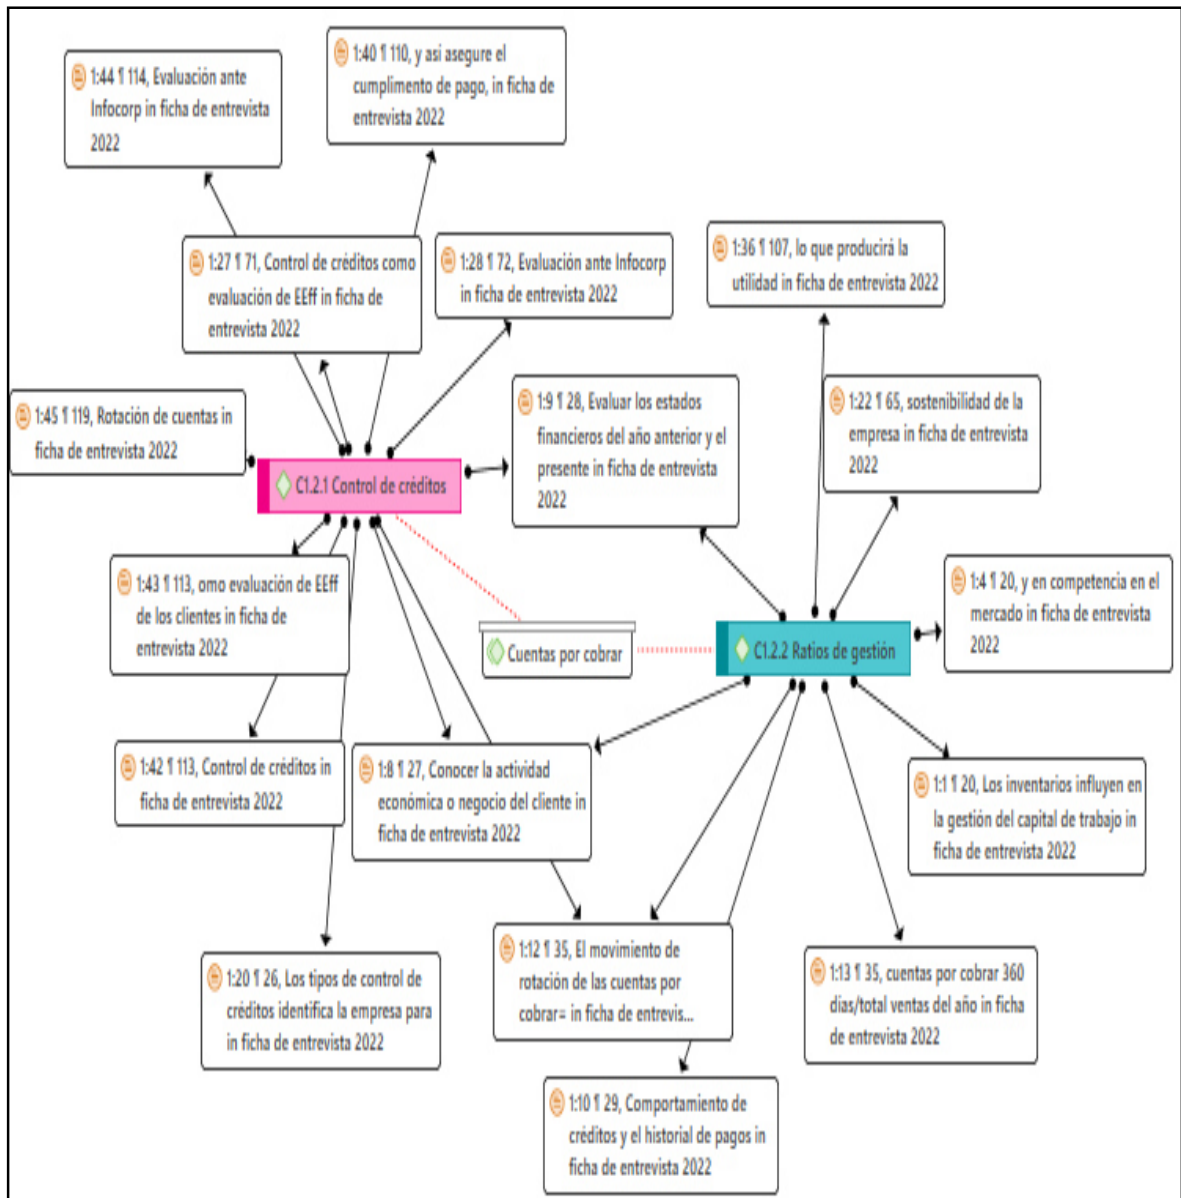 1:44 ¶ 114, Evaluación ante
Infocorp in ficha de entrevista
2022
1:40 ¶ 110, y asi asegure el
cumplimento de pago, in ficha de
entrevista 2022
1:27 ¶ 71, Control de créditos como
evaluación de EEff in ficha de
entrevista 2022
1:28 ¶ 72, Evaluación ante Infocorp
in ficha de entrevista 2022
1:36 ¶ 107, lo que producirá la
utilidad in ficha de entrevista 2022
1:45 ¶ 119, Rotación de cuentas in
ficha de entrevista 2022
1:9 ¶ 28, Evaluar los estados
financieros del año anterior y el
presente in ficha de entrevista
2022
1:22 ¶ 65, sostenibilidad de la
empresa in ficha de entrevista
2022
C1.2.1 Control de créditos
1:43 ¶ 113, omo evaluación de EEff
de los clientes in ficha de
entrevista 2022
1:4 ¶ 20, y en competencia en el
mercado in ficha de entrevista
2022
Cuentas por cobrar
C1.2.2 Ratios de gestión
1:42 ¶ 113, Control de créditos in
ficha de entrevista 2022
1:8 ¶ 27, Conocer la actividad
económica o negocio del cliente in
ficha de entrevista 2022
1:1 ¶ 20, Los inventarios influyen en
la gestión del capital de trabajo in
ficha de entrevista 2022
1:20 ¶ 26, Los tipos de control de
créditos identifica la empresa para
in ficha de entrevista 2022
1:12 ¶ 35, El movimiento de
rotación de las cuentas por
cobrar= in ficha de entrevis...
1:13 ¶ 35, cuentas por cobrar 360
dias/total ventas del año in ficha
de entrevista 2022
1:10 ¶ 29, Comportamiento de
créditos y el historial de pagos in
ficha de entrevista 2022